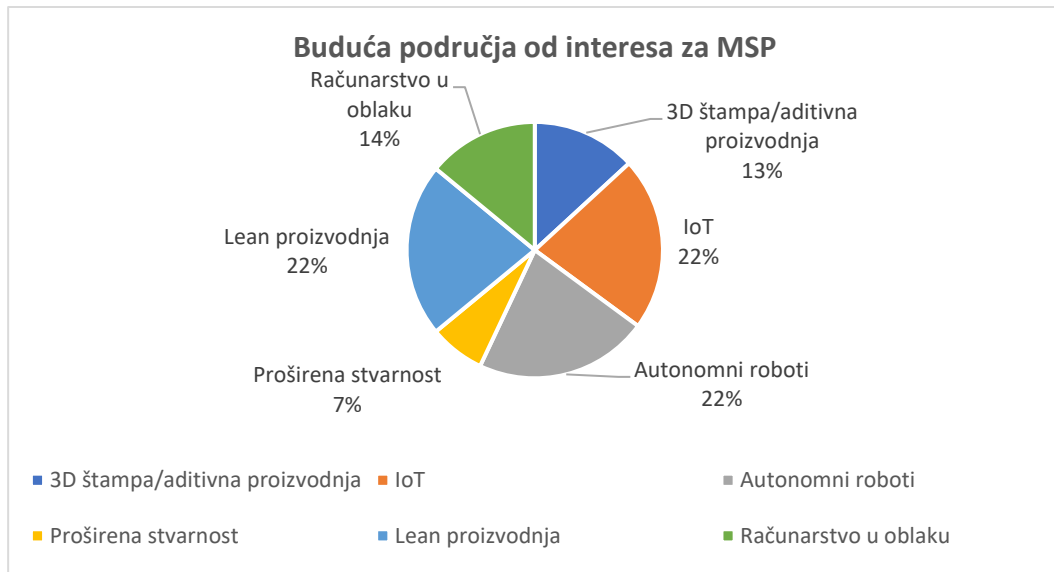 Buduća područja od interesa za MSP
Računarstvo u
oblaku
14%
3D štampa/aditivna
proizvodnja
13%
IoT
22%
Lean proizvodnja
22%
Autonomni roboti
22%
Proširena stvarnost
7%
3D štampa/aditivna proizvodnja
IoT
Autonomni roboti
Proširena stvarnost
Lean proizvodnja
Računarstvo u oblaku